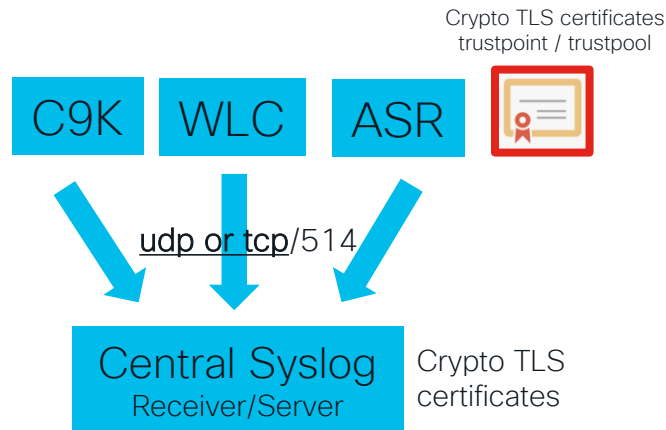 Crypto TLS certificates
trustpoint / trustpool
C9K
WLC
ASR
udp or tcp/514
Central Syslog
Receiver/Server
Crypto TLS
certificates